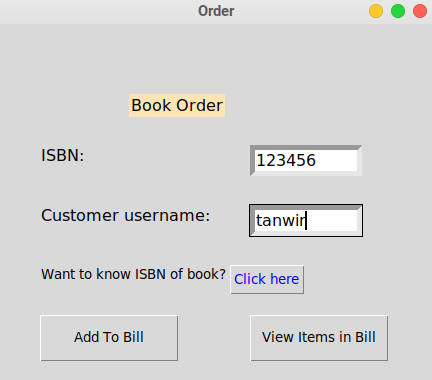 Order
Book Order
ISBN: 123456
Customer username: tanwir
Want to know ISBN of book? Click here
Add To Bill View Items in Bill